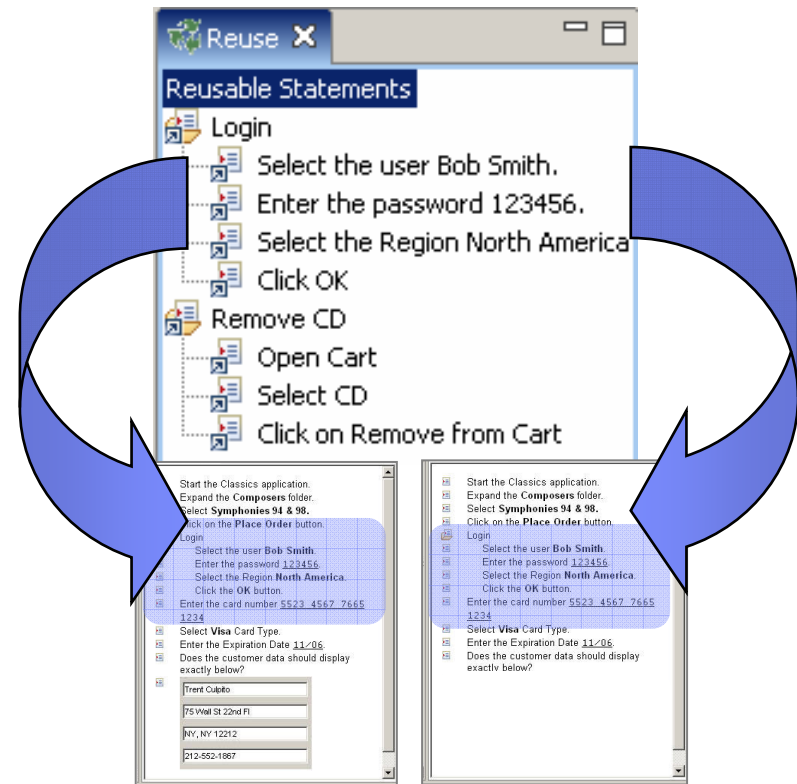 Reuse
Reusable Statements
Login
Select the user Bob Smith.
Enter the password 123456.
Select the Region North America
Click OK
Remove CD
Open Cart
Select CD
Click on Remove from Cart
Start the Classics application.
Expand the Composers folder.
Select Symphonies 94 & 98.
Click on the Place Order button.
Login
Select the user Bob Smith.
Enter the password 123456.
Select the Region North America.
Click the OK button.
Enter the card number 5523 4567 7665
1234
Select Visa Card Type.
Enter the Expiration Date 11/06.
Does the customer data should display
exactly below?
Trent Culpito
75 Wall St 22nd Fl
NY, NY 12212
212-552-1867
Start the Classics application.
Expand the Composers folder.
Select Symphonies 94 & 98.
Click on the Place Order button.
Login
Select the user Bob Smith.
Enter the password 123456.
Select the Region North America.
Click the OK button.
Enter the card number 5523 4567 7665
1234
Select Visa Card Type.
Enter the Expiration Date 11/06.
Does the customer data should display
exactly below?